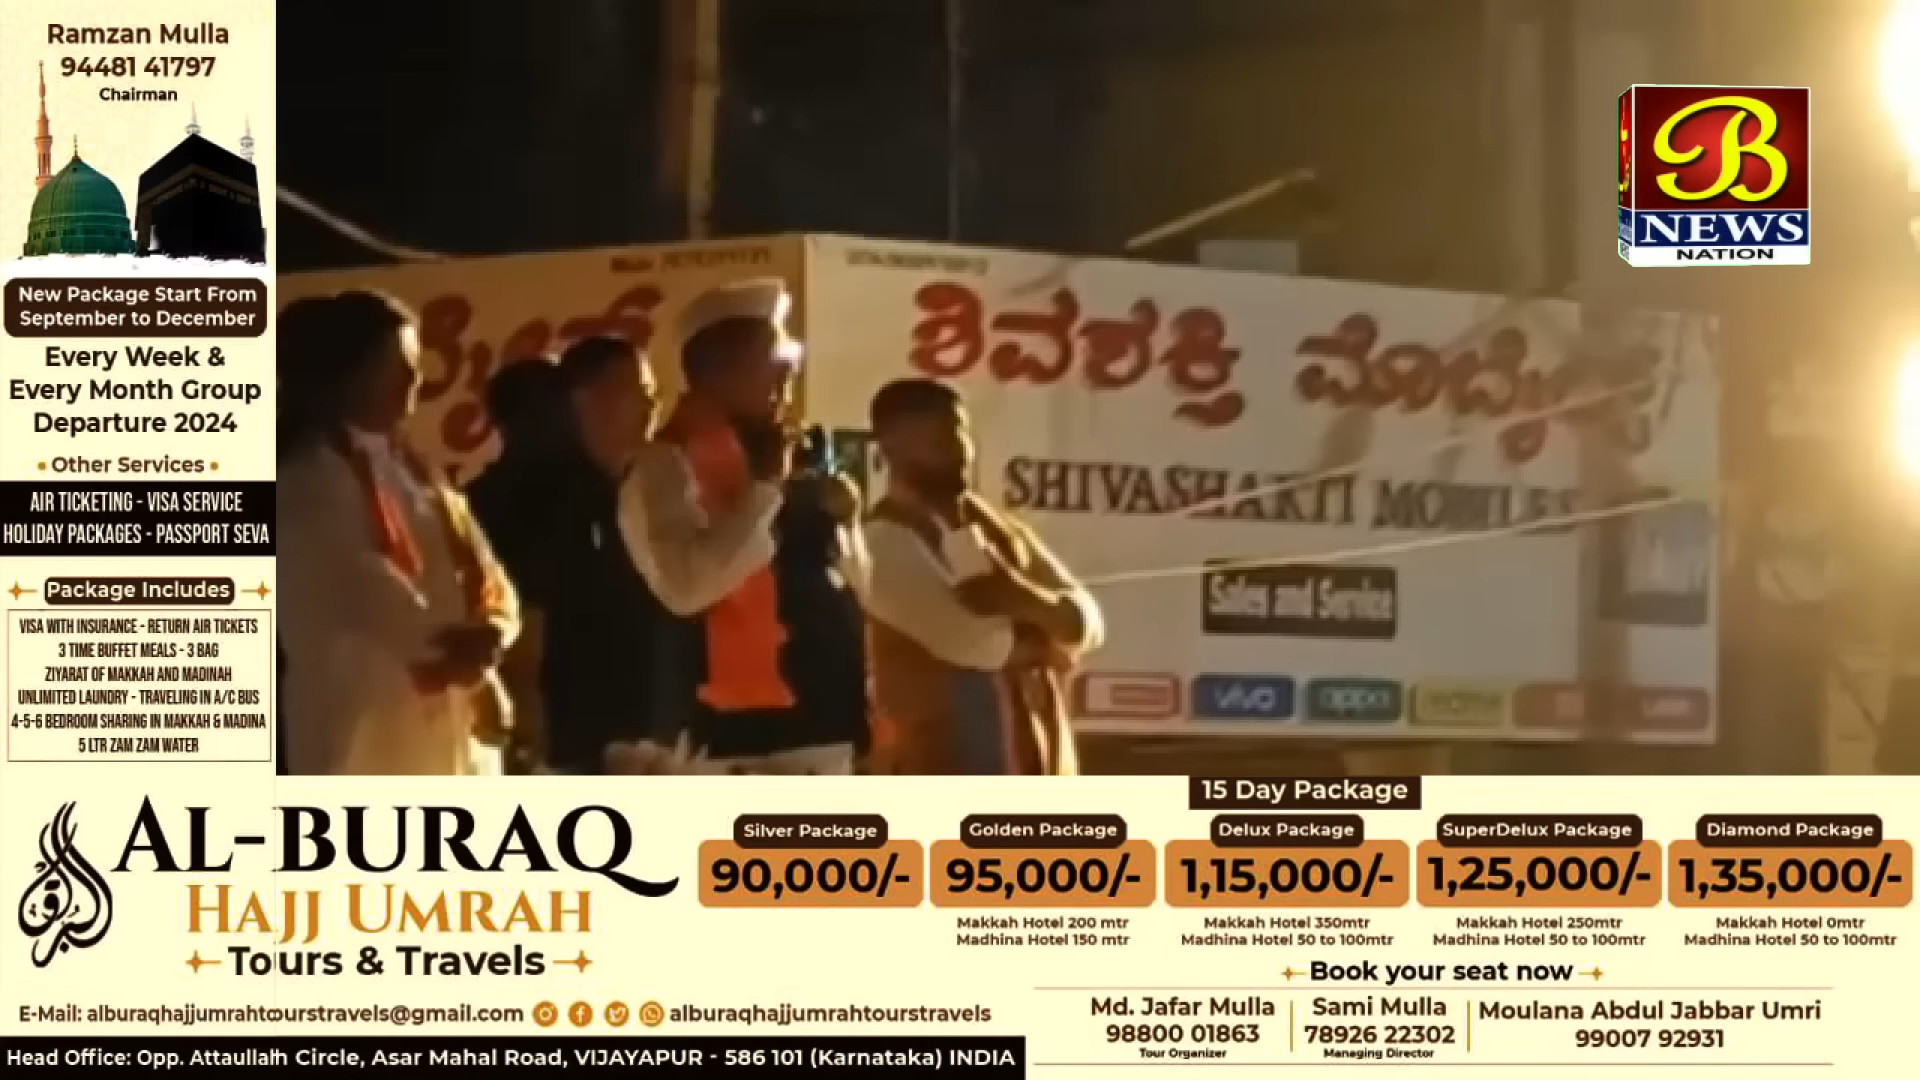 Ramzan Mulla
94481 41797
Chairman
New Package Start From
September to December
Every Week &
Every Month Group
Departure 2024
• Other Services •
AIR TICKETING - VISA SERVICE
HOLIDAY PACKAGES - PASSPORT SEVA
Package Includes
VISA WITH INSURANCE - RETURN AIR TICKETS
3 TIME BUFFET MEALS - 3 BAG
ZIYARAT OF MAKKAH AND MADINAH
UNLIMITED LAUNDRY - TRAVELING IN A/C BUS
4-5-6 BEDROOM SHARING IN MAKKAH & MADINA
5 LTR ZAM ZAM WATER
B
NEWS
NATION
ಶಿವಶಕ್ತಿ
SHIVASHAKTI MOBILES
Sales and Service
vivo
oppo
AL-BURAQ
HAJJ UMRAH
Tours & Travels
E-Mail: alburaqhajjumrahtourstravels@gmail.com
alburaqhajjumrahtourstravels
Head Office: Opp. Attaullah Circle, Asar Mahal Road, VIJAYAPUR - 586 101 (Karnataka) INDIA
15 Day Package
Silver Package
90,000/-
Golden Package
95,000/-
Makkah Hotel 200 mtr
Madhina Hotel 150 mtr
Delux Package
1,15,000/-
Makkah Hotel 350mtr
Madhina Hotel 50 to 100mtr
SuperDelux Package
1,25,000/-
Makkah Hotel 250mtr
Madhina Hotel 50 to 100mtr
Diamond Package
1,35,000/-
Makkah Hotel 0mtr
Madhina Hotel 50 to 100mtr
Book your seat now
Md. Jafar Mulla
98800 01863
Tour Organizer
Sami Mulla
78926 22302
Managing Director
Moulana Abdul Jabbar Umri
99007 92931